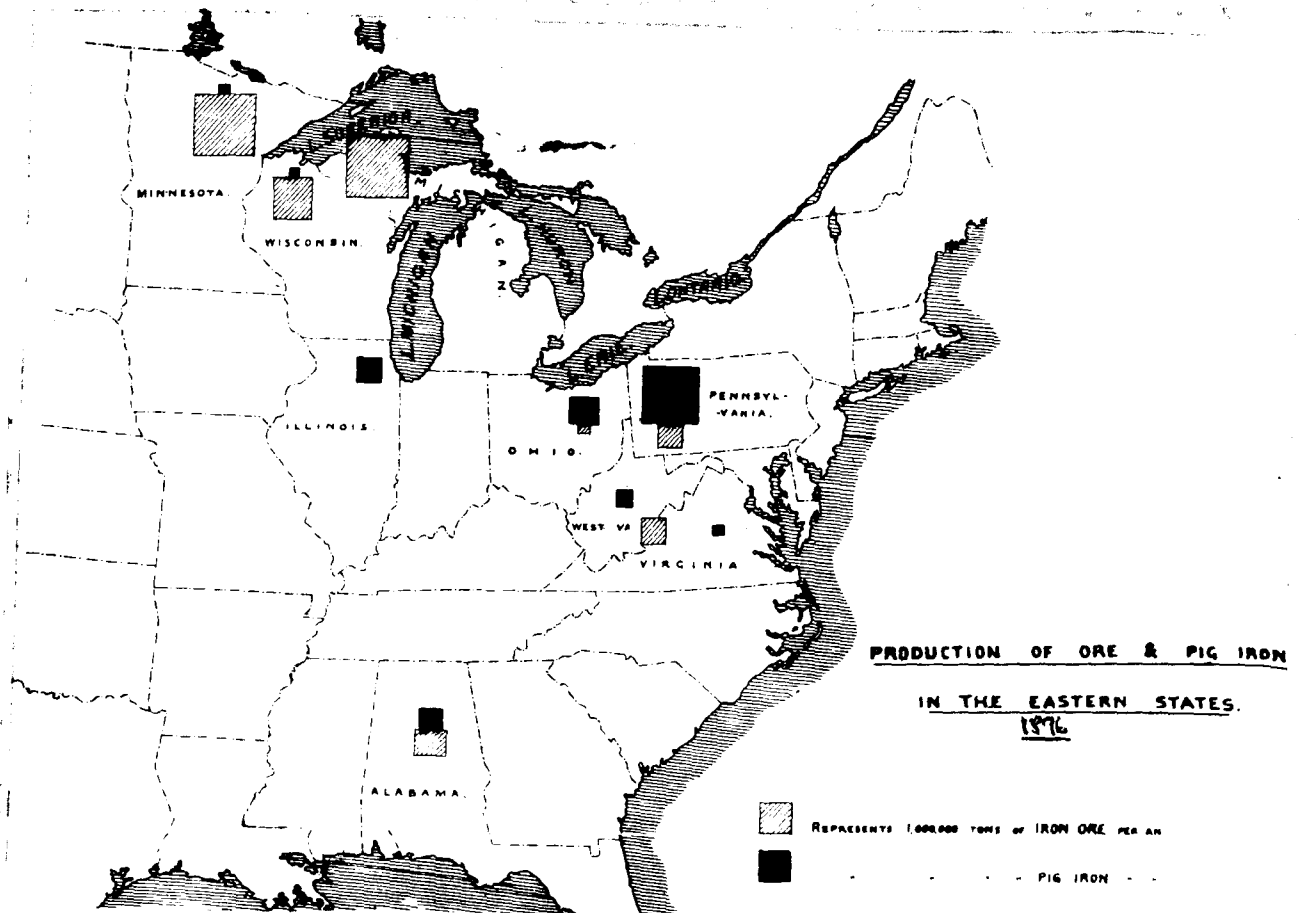 L. SUPERIOR.
MINNESOTA.
M
WISCONSIN.
I
G
A
N.
L. MICHIGAN
HURON
L. ONTARIO.
L. ERIE.
PENNSYL-
-VANIA.
ILLINOIS.
OHIO.
WEST VA
VIRGINIA
PRODUCTION OF ORE & PIG IRON
IN THE EASTERN STATES.
ALABAMA.
REPRESENTS 1,000,000 TONS OF IRON ORE PER AN
- - - - PIG IRON - -